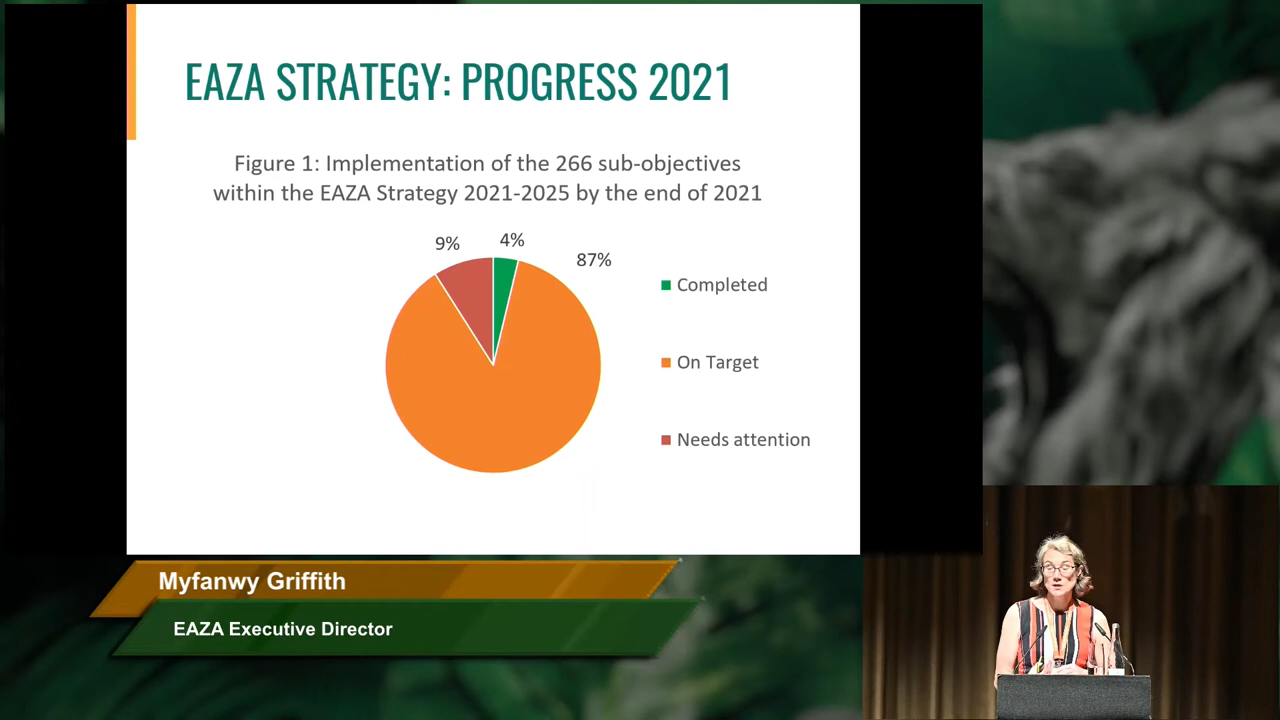 EAZA STRATEGY: PROGRESS 2021
Figure 1: Implementation of the 266 sub-objectives
within the EAZA Strategy 2021-2025 by the end of 2021
9%
4%
87%
Completed
On Target
Needs attention
Myfanwy Griffith
EAZA Executive Director